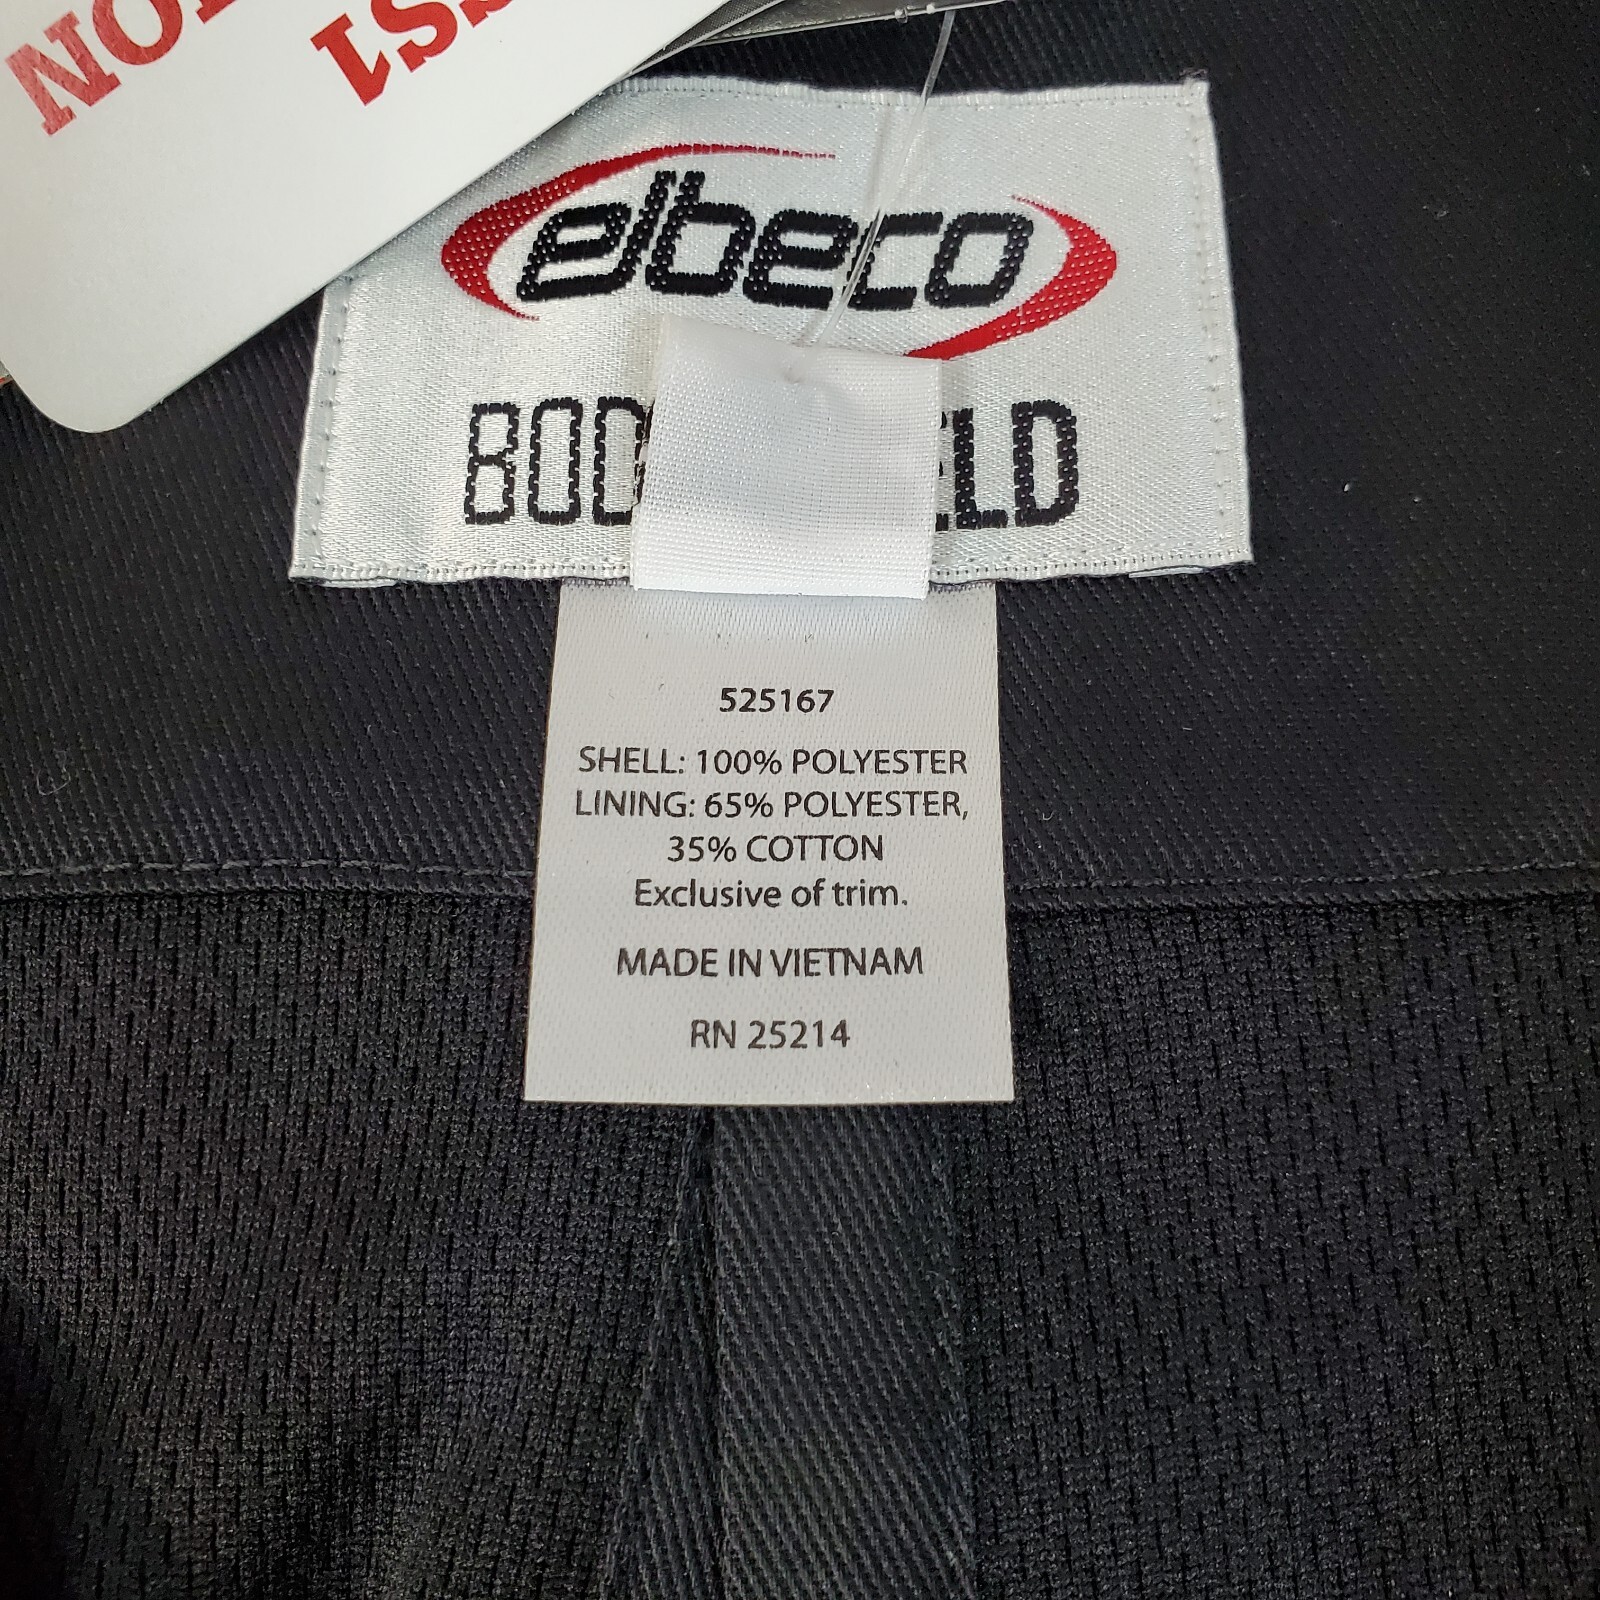 elbeco
525167
SHELL: 100% POLYESTER
LINING: 65% POLYESTER,
35% COTTON
Exclusive of trim.
MADE IN VIETNAM
RN 25214